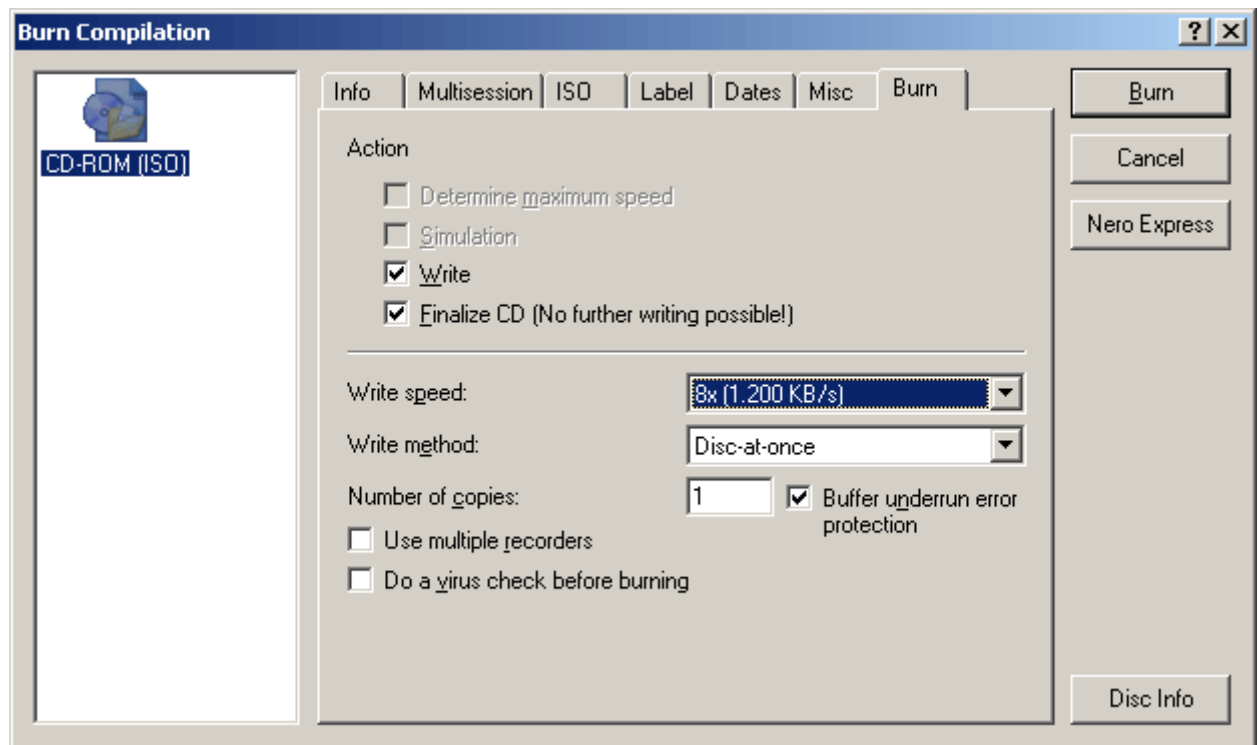 Burn Compilation
CD-ROM (ISO)
Info Multisession ISO Label Dates Misc Burn
Action
Determine maximum speed
Simulation
Write
Finalize CD (No further writing possible!)
Write speed: 8x (1.200 KB/s)
Write method: Disc-at-once
Number of copies: 1 Buffer underrun error
protection
Use multiple recorders
Do a virus check before burning
Burn
Cancel
Nero Express
Disc Info